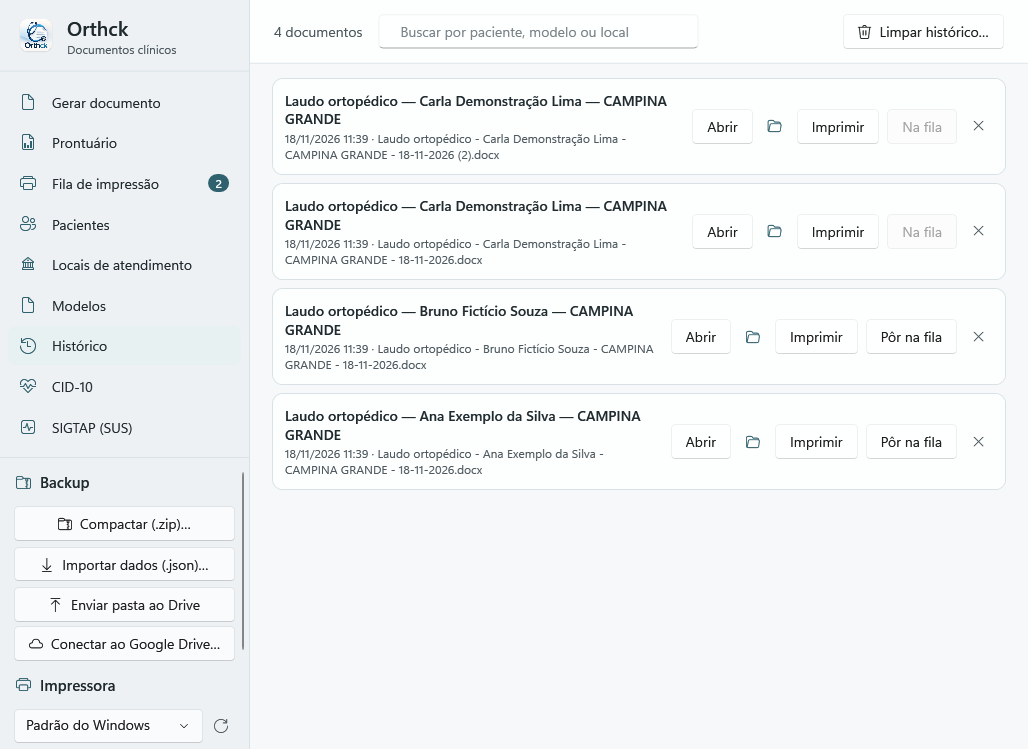 Orthck
Orthck
Documentos clínicos
Gerar documento
Prontuário
Fila de impressão
2
Pacientes
Locais de atendimento
Modelos
Histórico
CID-10
SIGTAP (SUS)
Backup
Compactar (.zip)...
Importar dados (.json)...
Enviar pasta ao Drive
Conectar ao Google Drive...
Impressora
Padrão do Windows
4 documentos
Buscar por paciente, modelo ou local
Limpar histórico...
Laudo ortopédico — Carla Demonstração Lima — CAMPINA
GRANDE
18/11/2026 11:39 · Laudo ortopédico - Carla Demonstração Lima -
CAMPINA GRANDE - 18-11-2026 (2).docx
Abrir
Imprimir
Na fila
Laudo ortopédico — Carla Demonstração Lima — CAMPINA
GRANDE
18/11/2026 11:39 · Laudo ortopédico - Carla Demonstração Lima -
CAMPINA GRANDE - 18-11-2026.docx
Abrir
Imprimir
Na fila
Laudo ortopédico — Bruno Fictício Souza — CAMPINA
GRANDE
18/11/2026 11:39 · Laudo ortopédico - Bruno Fictício Souza - CAMPINA
GRANDE - 18-11-2026.docx
Abrir
Imprimir
Pôr na fila
Laudo ortopédico — Ana Exemplo da Silva — CAMPINA
GRANDE
18/11/2026 11:39 · Laudo ortopédico - Ana Exemplo da Silva -
CAMPINA GRANDE - 18-11-2026.docx
Abrir
Imprimir
Pôr na fila